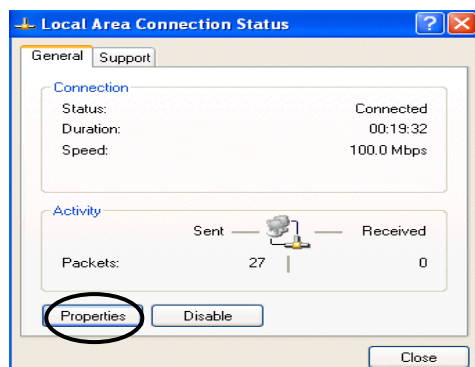 Local Area Connection Status
General Support
Connection
Status: Connected
Duration: 00:19:32
Speed: 100.0 Mbps
Activity
Sent Received
Packets: 27 0
Properties Disable
Close